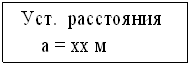 Уст. расстояния
а = хх м